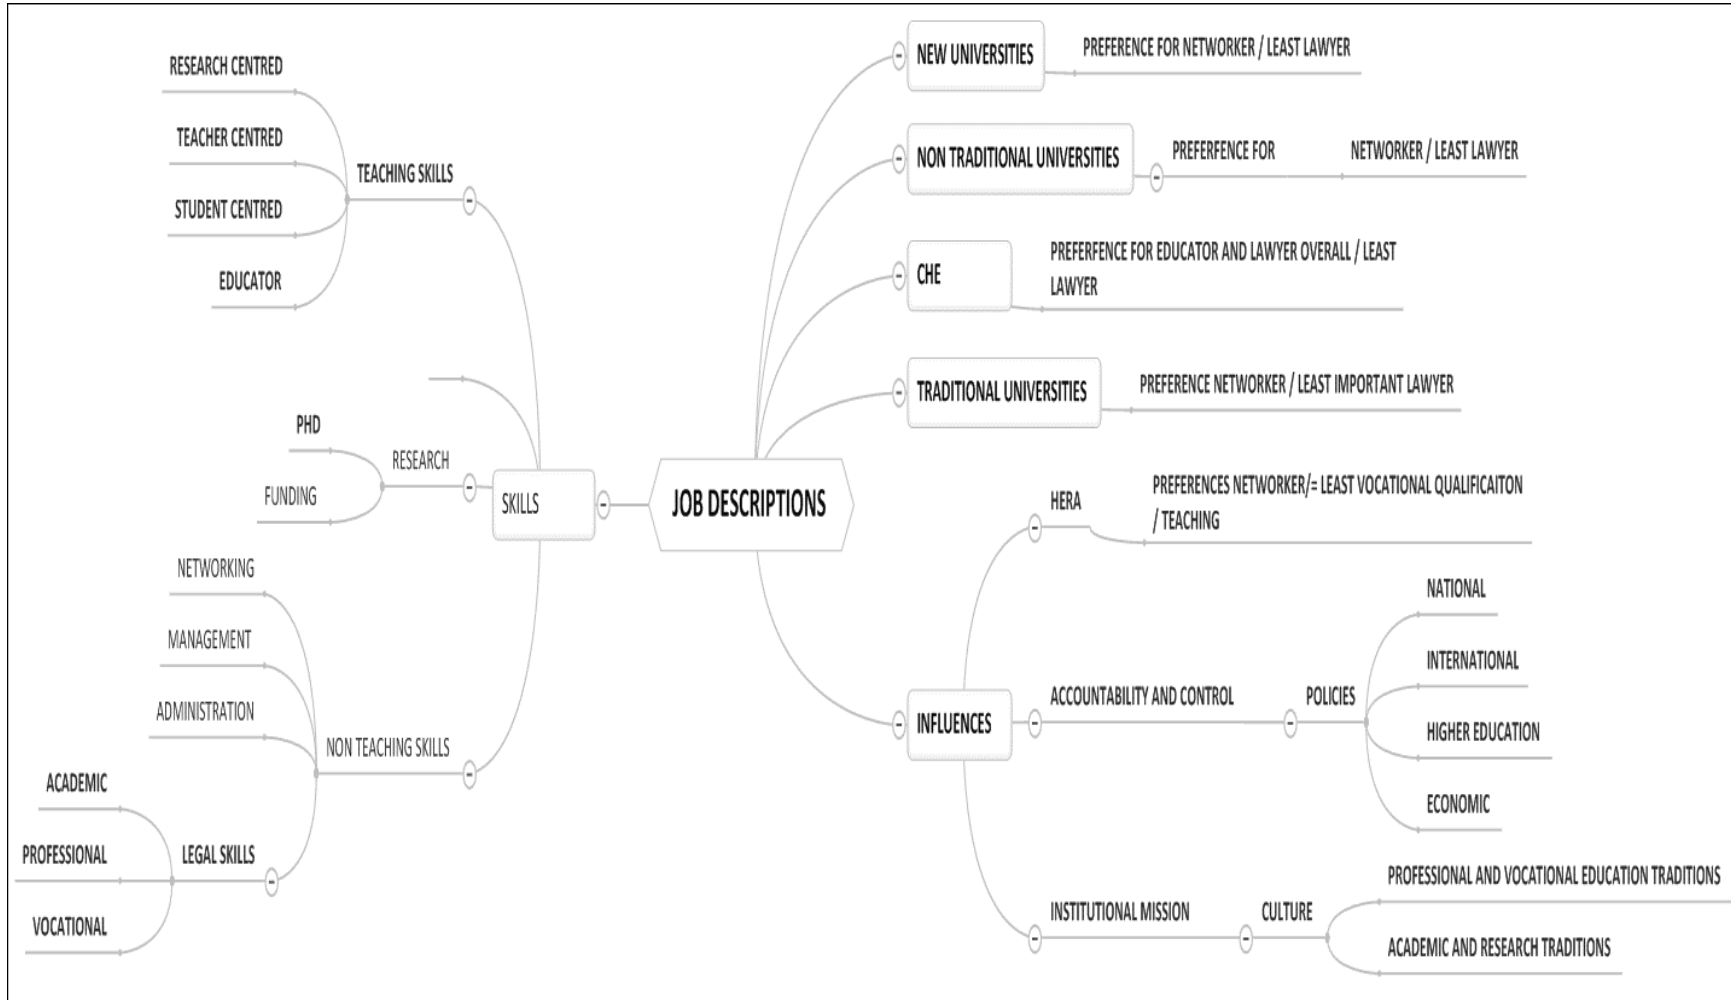 RESEARCH CENTRED
TEACHER CENTRED
STUDENT CENTRED
EDUCATOR
TEACHING SKILLS
PHD
FUNDING
RESEARCH
NETWORKING
MANAGEMENT
ADMINISTRATION
NON TEACHING SKILLS
ACADEMIC
PROFESSIONAL
VOCATIONAL
LEGAL SKILLS
SKILLS
JOB DESCRIPTIONS
NEW UNIVERSITIES
PREFERENCE FOR NETWORKER / LEAST LAWYER
NON TRADITIONAL UNIVERSITIES
PREFERFENCE FOR
NETWORKER / LEAST LAWYER
CHE
PREFERFENCE FOR EDUCATOR AND LAWYER OVERALL / LEAST
LAWYER
TRADITIONAL UNIVERSITIES
PREFERENCE NETWORKER / LEAST IMPORTANT LAWYER
HERA
PREFERENCES NETWORKER/= LEAST VOCATIONAL QUALIFICAITON
/ TEACHING
INFLUENCES
ACCOUNTABILITY AND CONTROL
POLICIES
NATIONAL
INTERNATIONAL
HIGHER EDUCATION
ECONOMIC
INSTITUTIONAL MISSION
CULTURE
PROFESSIONAL AND VOCATIONAL EDUCATION TRADITIONS
ACADEMIC AND RESEARCH TRADITIONS